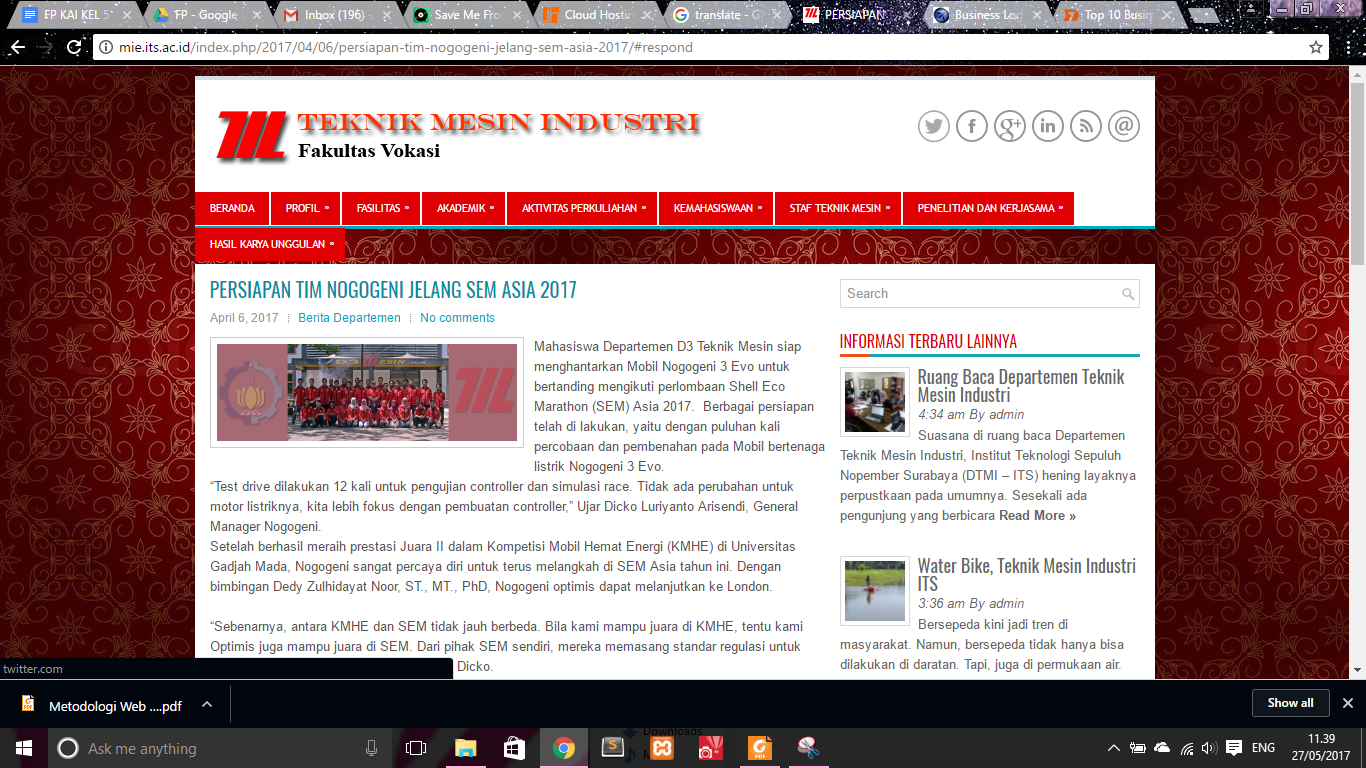 FP KAI KEL 5
FP - Google
Inbox (196)
Save Me Fro
Cloud Hostin
translate - G
PERSIAPAN
Business Log
Top 10 Busin
mie.its.ac.id/index.php/2017/04/06/persiapan-tim-nogogeni-jelang-sem-asia-2017/#respond
TEKNIK MESIN INDUSTRI
Fakultas Vokasi
BERANDA PROFIL » FASILITAS » AKADEMIK » AKTIVITAS PERKULIAHAN » KEMAHASISWAAN » STAF TEKNIK MESIN » PENELITIAN DAN KERJASAMA »
HASIL KARYA UNGGULAN »
PERSIAPAN TIM NOGOGENI JELANG SEM ASIA 2017
April 6, 2017 Berita Departemen No comments
Mahasiswa Departemen D3 Teknik Mesin siap
menghantarkan Mobil Nogogeni 3 Evo untuk
bertanding mengikuti perlombaan Shell Eco
Marathon (SEM) Asia 2017. Berbagai persiapan
telah di lakukan, yaitu dengan puluhan kali
percobaan dan pembenahan pada Mobil bertenaga
listrik Nogogeni 3 Evo.
“Test drive dilakukan 12 kali untuk pengujian controller dan simulasi race. Tidak ada perubahan untuk
motor listriknya, kita lebih fokus dengan pembuatan controller,” Ujar Dicko Luriyanto Arisendi, General
Manager Nogogeni.
Setelah berhasil meraih prestasi Juara II dalam Kompetisi Mobil Hemat Energi (KMHE) di Universitas
Gadjah Mada, Nogogeni sangat percaya diri untuk terus melangkah di SEM Asia tahun ini. Dengan
bimbingan Dedy Zulhidayat Noor, ST., MT., PhD, Nogogeni optimis dapat melanjutkan ke London.
“Sebenarnya, antara KMHE dan SEM tidak jauh berbeda. Bila kami mampu juara di KMHE, tentu kami
Optimis juga mampu juara di SEM. Dari pihak SEM sendiri, mereka memasang standar regulasi untuk
Dicko.
Search
INFORMASI TERBARU LAINNYA
Ruang Baca Departemen Teknik
Mesin Industri
4:34 am By admin
Suasana di ruang baca Departemen
Teknik Mesin Industri, Institut Teknologi Sepuluh
Nopember Surabaya (DTMI – ITS) hening layaknya
perpustkaan pada umumnya. Sesekali ada
pengunjung yang berbicara Read More »
Water Bike, Teknik Mesin Industri
ITS
3:36 am By admin
Bersepeda kini jadi tren di
masyarakat. Namun, bersepeda tidak hanya bisa
dilakukan di daratan. Tapi, juga di permukaan air.
twitter.com
Metodologi Web ....pdf
Show all
Ask me anything
Downloads
ENG
11.39
27/05/2017